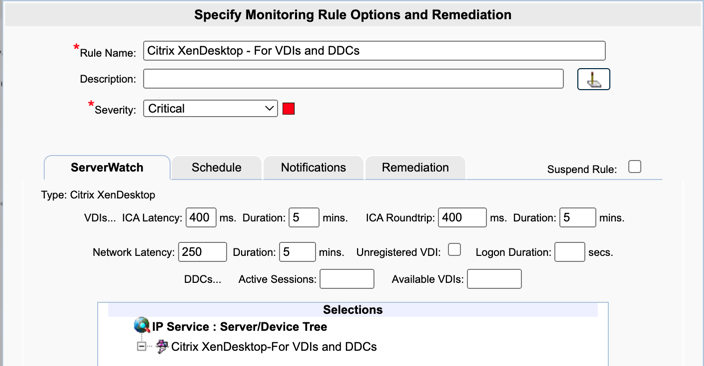 Specify Monitoring Rule Options and Remediation
*Rule Name: Citrix XenDesktop - For VDIs and DDCs
Description:
*Severity: Critical
ServerWatch Schedule Notifications Remediation Suspend Rule:
Type: Citrix XenDesktop
VDIs... ICA Latency: 400 ms. Duration: 5 mins. ICA Roundtrip: 400 ms. Duration: 5 mins.
Network Latency: 250 Duration: 5 mins. Unregistered VDI: Logon Duration: secs.
DDCs... Active Sessions: Available VDIs:
Selections
IP Service : Server/Device Tree
Citrix XenDesktop-For VDIs and DDCs